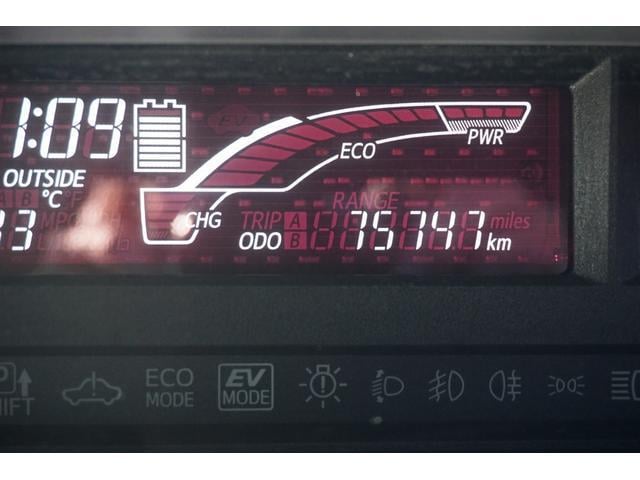 1:09
EV
ECO
PWR
OUTSIDE
°C
CHG
RANGE
TRIP A
miles
ODO B 75747 km
ECO
MODE
EV
MODE